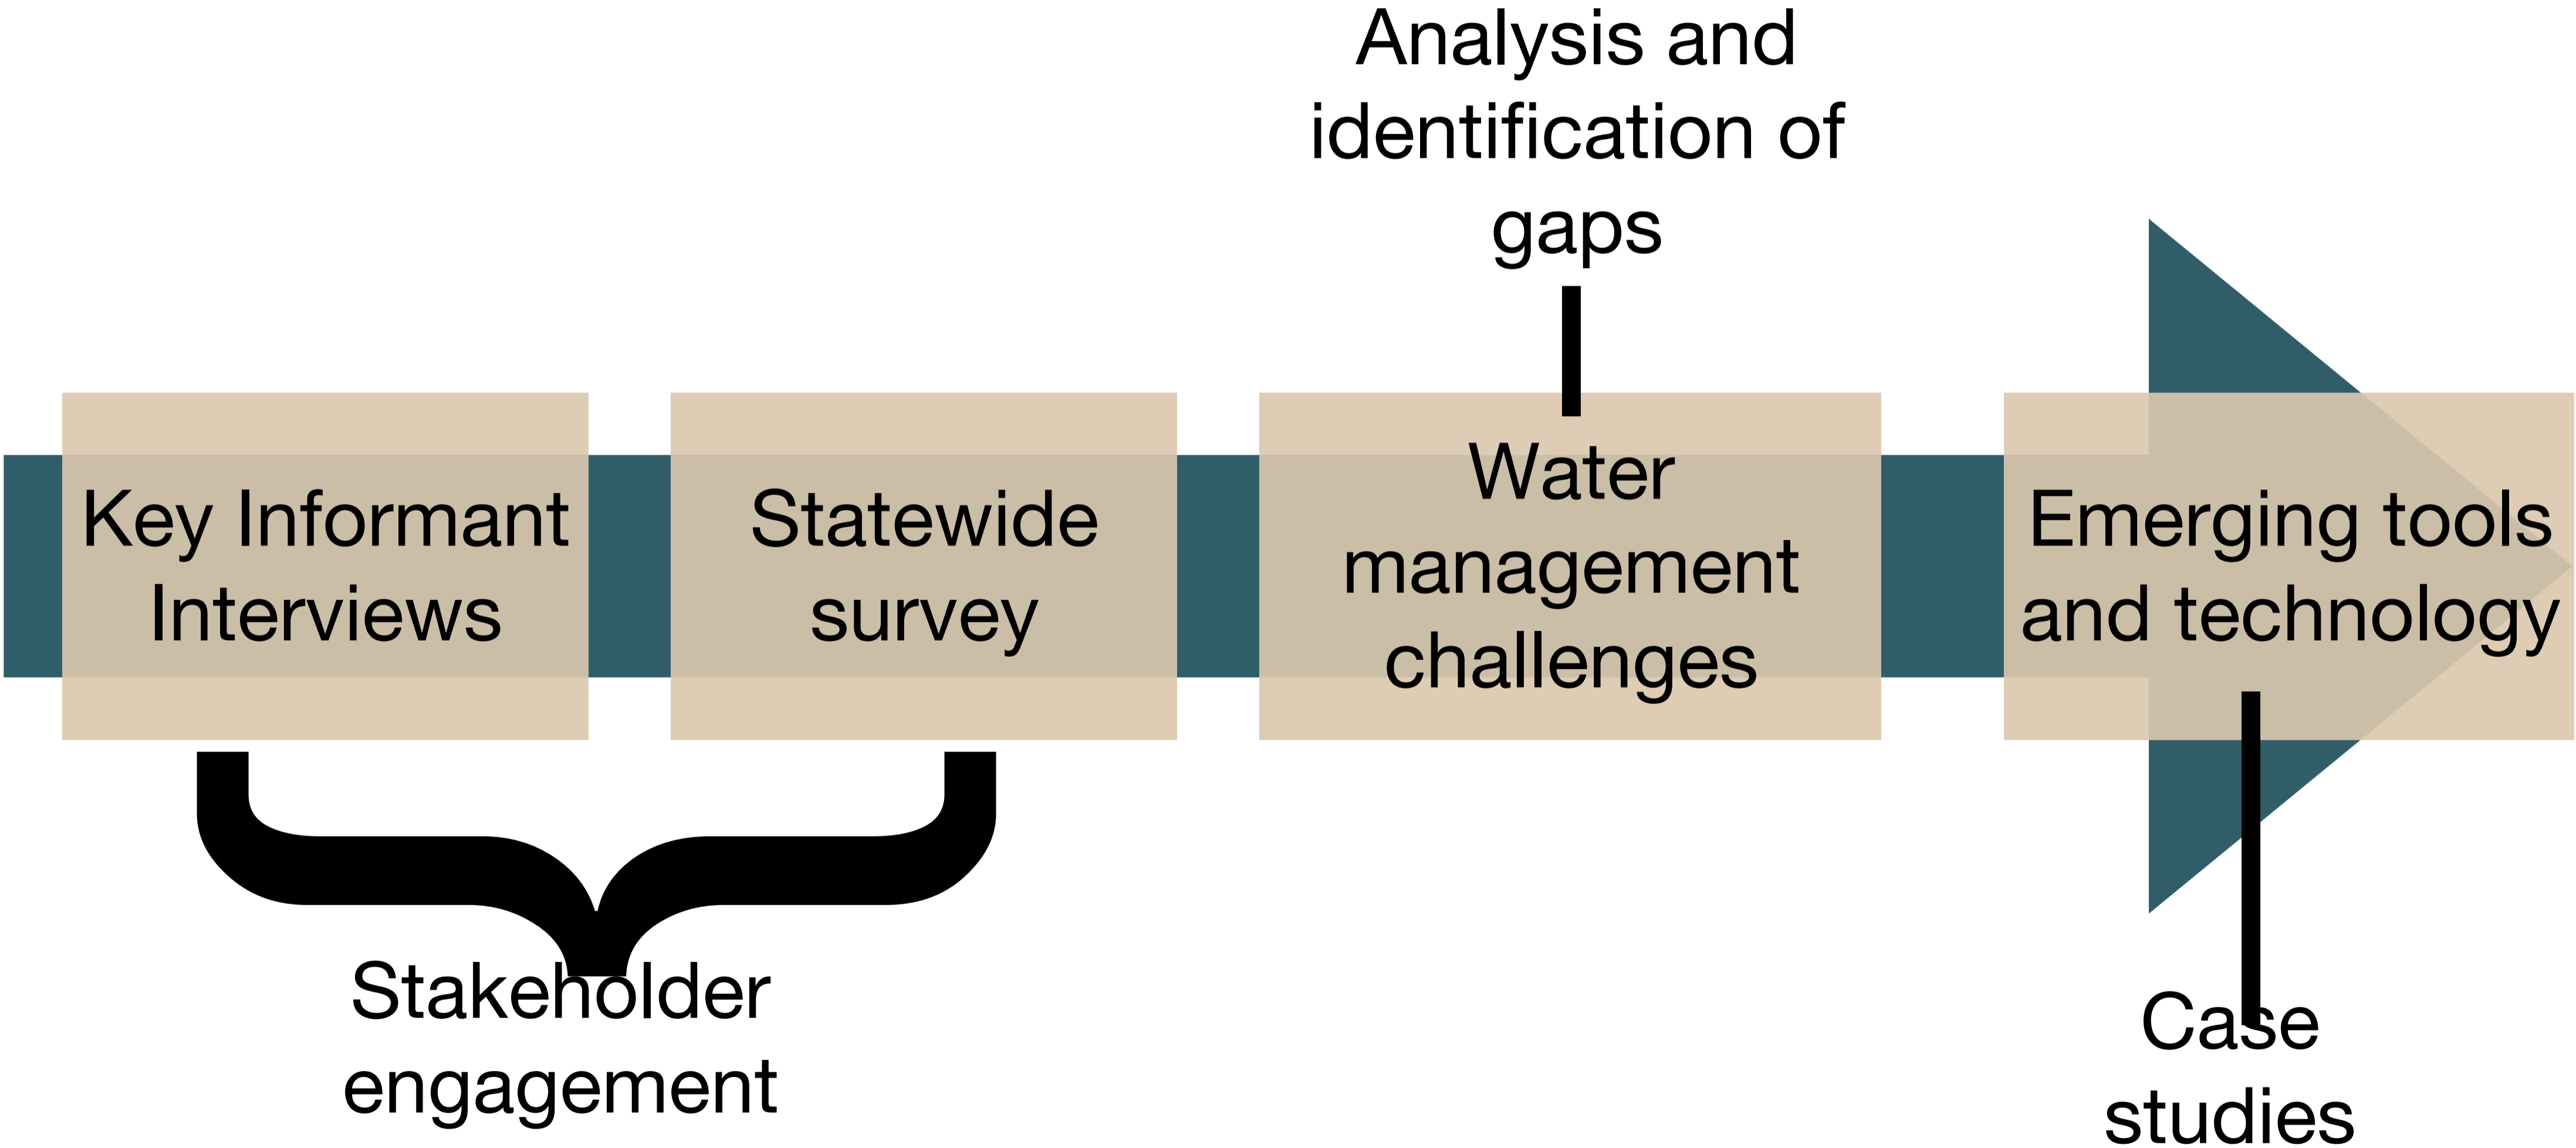 Analysis and
identification of
gaps
Key Informant
Interviews
Statewide
survey
Water
management
challenges
Emerging tools
and technology
Stakeholder
engagement
Case
studies